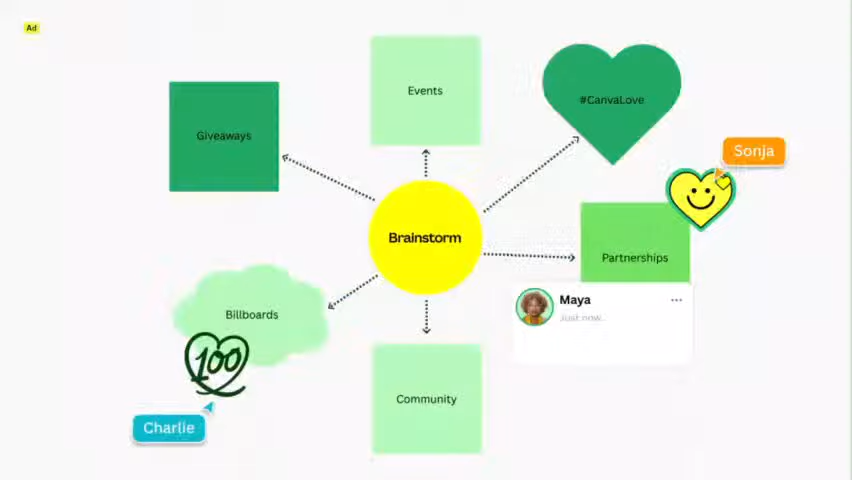 Ad
Events
#CanvaLove
Giveaways
Sonja
Brainstorm
Partnerships
Maya
Just now
Billboards
100
Community
Charlie